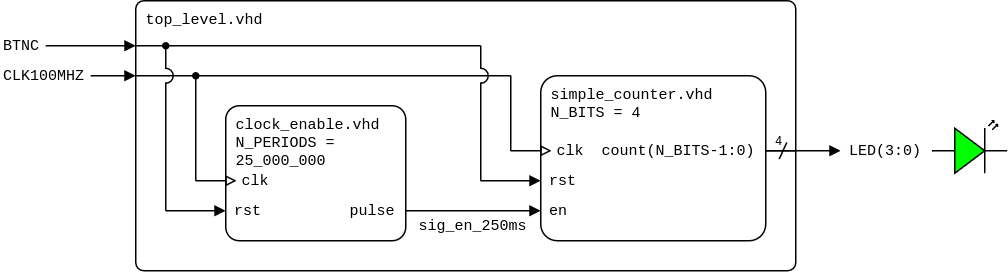 top_level.vhd
BTNC
CLK100MHZ
clock_enable.vhd
N_PERIODS =
25_000_000
clk
rst pulse
sig_en_250ms
simple_counter.vhd
N_BITS = 4
clk count(N_BITS-1:0)
rst
en
4
LED(3:0)